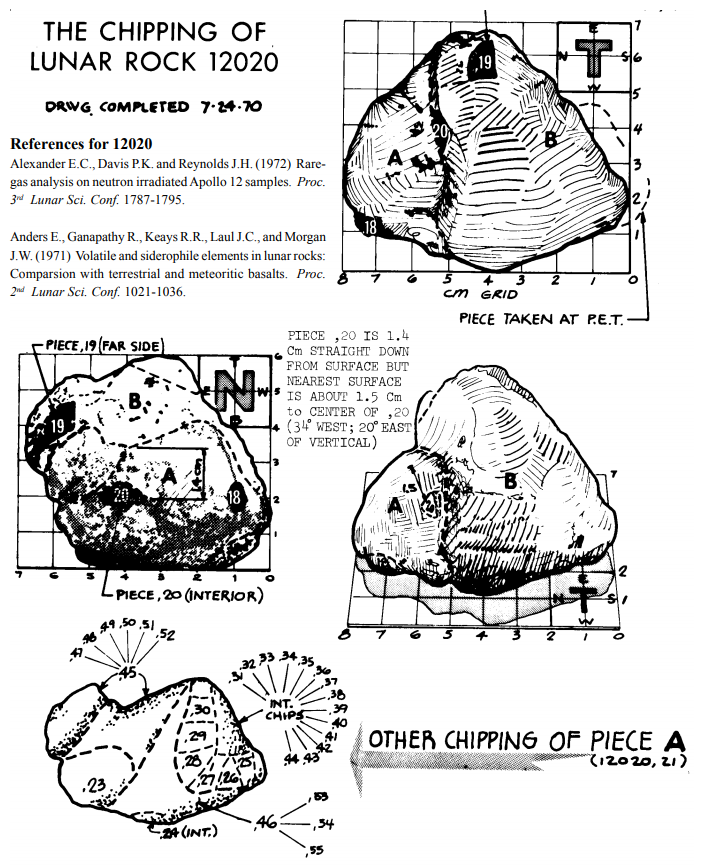 THE CHIPPING OF
LUNAR ROCK 12020
DRWG. COMPLETED 7-24-70
References for 12020
Alexander E.C., Davis P.K. and Reynolds J.H. (1972) Rare-
gas analysis on neutron irradiated Apollo 12 samples. Proc.
3rd Lunar Sci. Conf. 1787-1795.
Anders E., Ganapathy R., Keays R.R., Laul J.C., and Morgan
J.W. (1971) Volatile and siderophile elements in lunar rocks:
Comparsion with terrestrial and meteoritic basalts. Proc.
2nd Lunar Sci. Conf. 1021-1036.
E
N T S
W
19
20
18
A
B
7
6
5
4
3
2
1
8 7 6 5 4 3 2 1 0
CM GRID
PIECE TAKEN AT P.E.T.
PIECE ,19 (FAR SIDE)
T
E N W
B
B
19
A
20
18
1.4 CM
6
5
4
3
2
1
7 6 5 4 3 2 1 0
PIECE ,20 (INTERIOR)
PIECE ,20 IS 1.4
Cm STRAIGHT DOWN
FROM SURFACE BUT
NEAREST SURFACE
IS ABOUT 1.5 Cm
to CENTER OF ,20
(34° WEST; 20° EAST
OF VERTICAL)
A
B
1.5
7
2
1
E
N T S
W
8 7 6 5 4 3 2 1 0
,47 ,48 ,49 ,50 ,51 ,52
,45
,31 ,32 ,33 ,34 ,35 ,36 ,37 ,38 ,39 ,40 ,41 ,42 ,43 ,44
INT.
CHIPS
30
29
28
27
26
25
,23
,24 (INT.)
,46
,53
,54
,55
OTHER CHIPPING OF PIECE A
(12020,21)